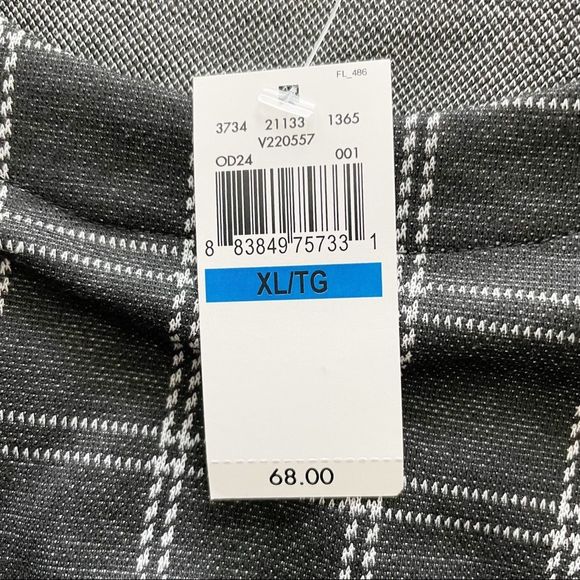 FL_486
3734 21133 1365
V220557
OD24 001
8 83849 75733 1
XL/TG
68.00